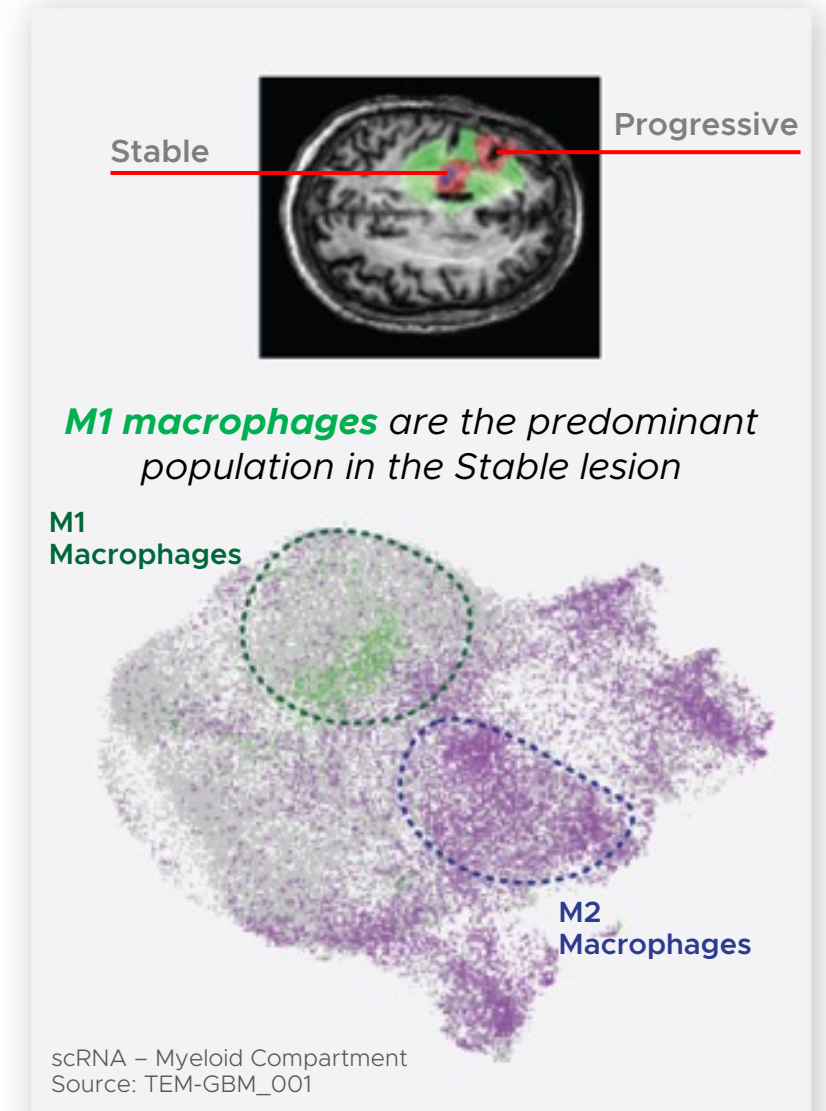 Stable
Progressive
M1 macrophages are the predominant
population in the Stable lesion
M1
Macrophages
M2
Macrophages
scRNA – Myeloid Compartment
Source: TEM-GBM_001